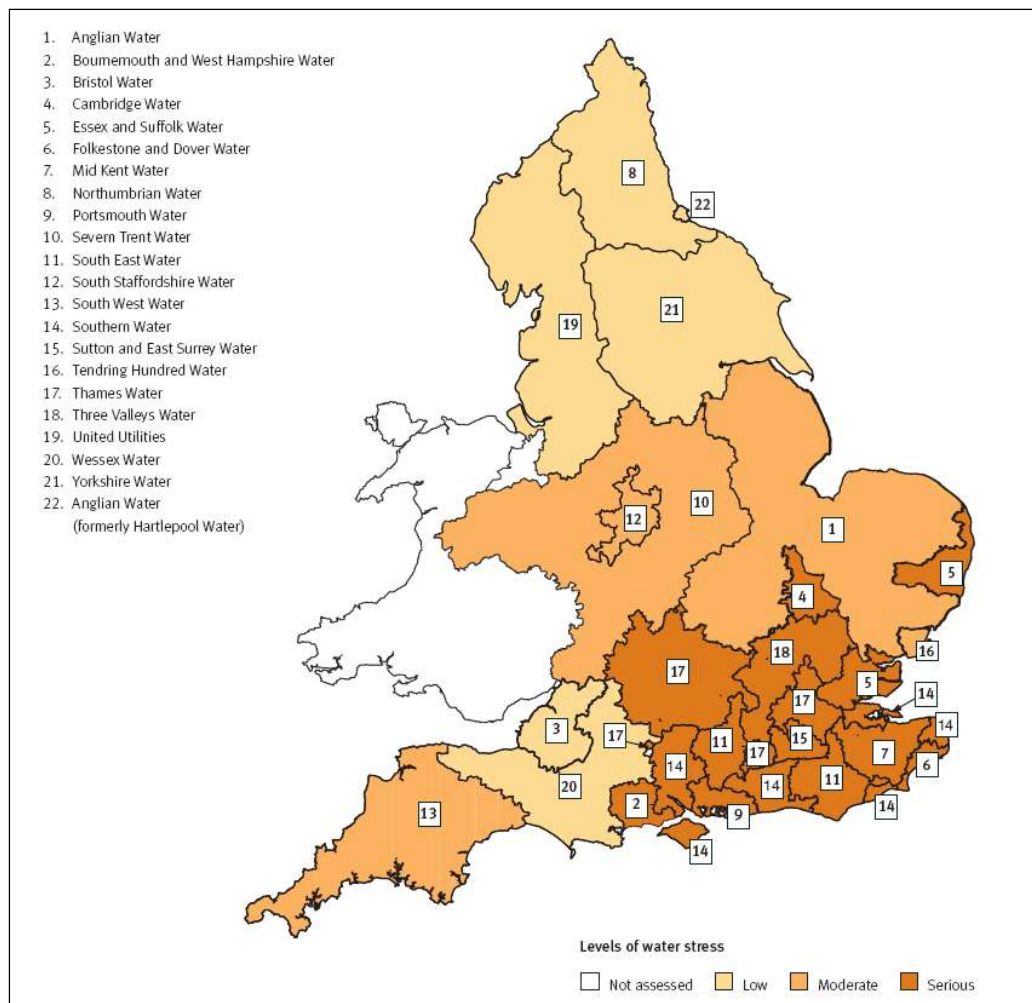 1. Anglian Water
2. Bournemouth and West Hampshire Water
3. Bristol Water
4. Cambridge Water
5. Essex and Suffolk Water
6. Folkestone and Dover Water
7. Mid Kent Water
8. Northumbrian Water
9. Portsmouth Water
10. Severn Trent Water
11. South East Water
12. South Staffordshire Water
13. South West Water
14. Southern Water
15. Sutton and East Surrey Water
16. Tendring Hundred Water
17. Thames Water
18. Three Valleys Water
19. United Utilities
20. Wessex Water
21. Yorkshire Water
22. Anglian Water
(formerly Hartlepool Water)
8
22
21
19
10
12
1
5
4
18
16
17
5
14
17
3
17
14
15
11
17
7
6
14
20
14
11
2
13
9
14
14
Levels of water stress
Not assessed
Low
Moderate
Serious